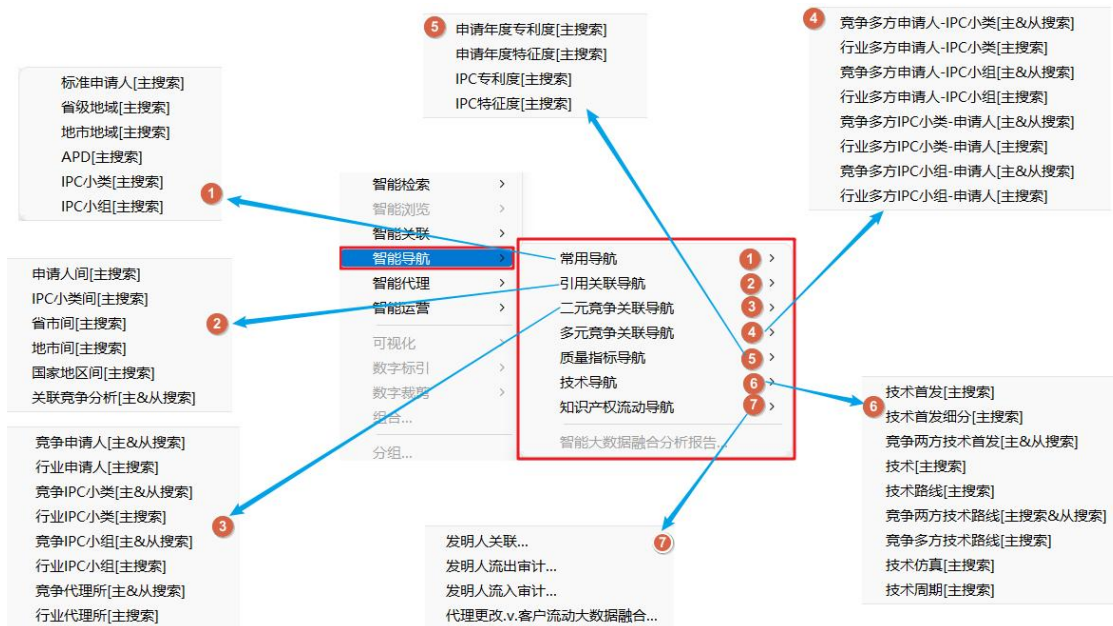 5
申请年度专利度[主搜索]
申请年度特征度[主搜索]
IPC专利度[主搜索]
IPC特征度[主搜索]
4
竞争多方申请人-IPC小类[主&从搜索]
行业多方申请人-IPC小类[主搜索]
竞争多方申请人-IPC小组[主&从搜索]
行业多方申请人-IPC小组[主搜索]
竞争多方IPC小类-申请人[主&从搜索]
行业多方IPC小类-申请人[主搜索]
竞争多方IPC小组-申请人[主&从搜索]
行业多方IPC小组-申请人[主搜索]
标准申请人[主搜索]
省级地域[主搜索]
地市地域[主搜索]
APD[主搜索]
IPC小类[主搜索]
IPC小组[主搜索]
1
智能检索 >
智能浏览 >
智能关联 >
智能导航 >
智能代理 >
智能运营 >
可视化 >
数字标引 >
数字裁剪 >
组合...
分组...
常用导航 1 >
引用关联导航 2 >
二元竞争关联导航 3 >
多元竞争关联导航 4 >
质量指标导航 5 >
技术导航 6 >
知识产权流动导航 7 >
智能大数据融合分析报告...
申请人间[主搜索]
IPC小类间[主搜索]
省市间[主搜索]
地市间[主搜索]
国家地区间[主搜索]
关联竞争分析[主&从搜索]
2
竞争申请人[主&从搜索]
行业申请人[主搜索]
竞争IPC小类[主&从搜索]
行业IPC小类[主搜索]
竞争IPC小组[主&从搜索]
行业IPC小组[主搜索]
竞争代理所[主&从搜索]
行业代理所[主搜索]
3
发明人关联...
发明人流出审计...
发明人流入审计...
代理更改.v.客户流动大数据融合...
7
6
技术首发[主搜索]
技术首发细分[主搜索]
竞争两方技术首发[主&从搜索]
技术[主搜索]
技术路线[主搜索]
竞争两方技术路线[主搜索&从搜索]
竞争多方技术路线[主搜索]
技术仿真[主搜索]
技术周期[主搜索]